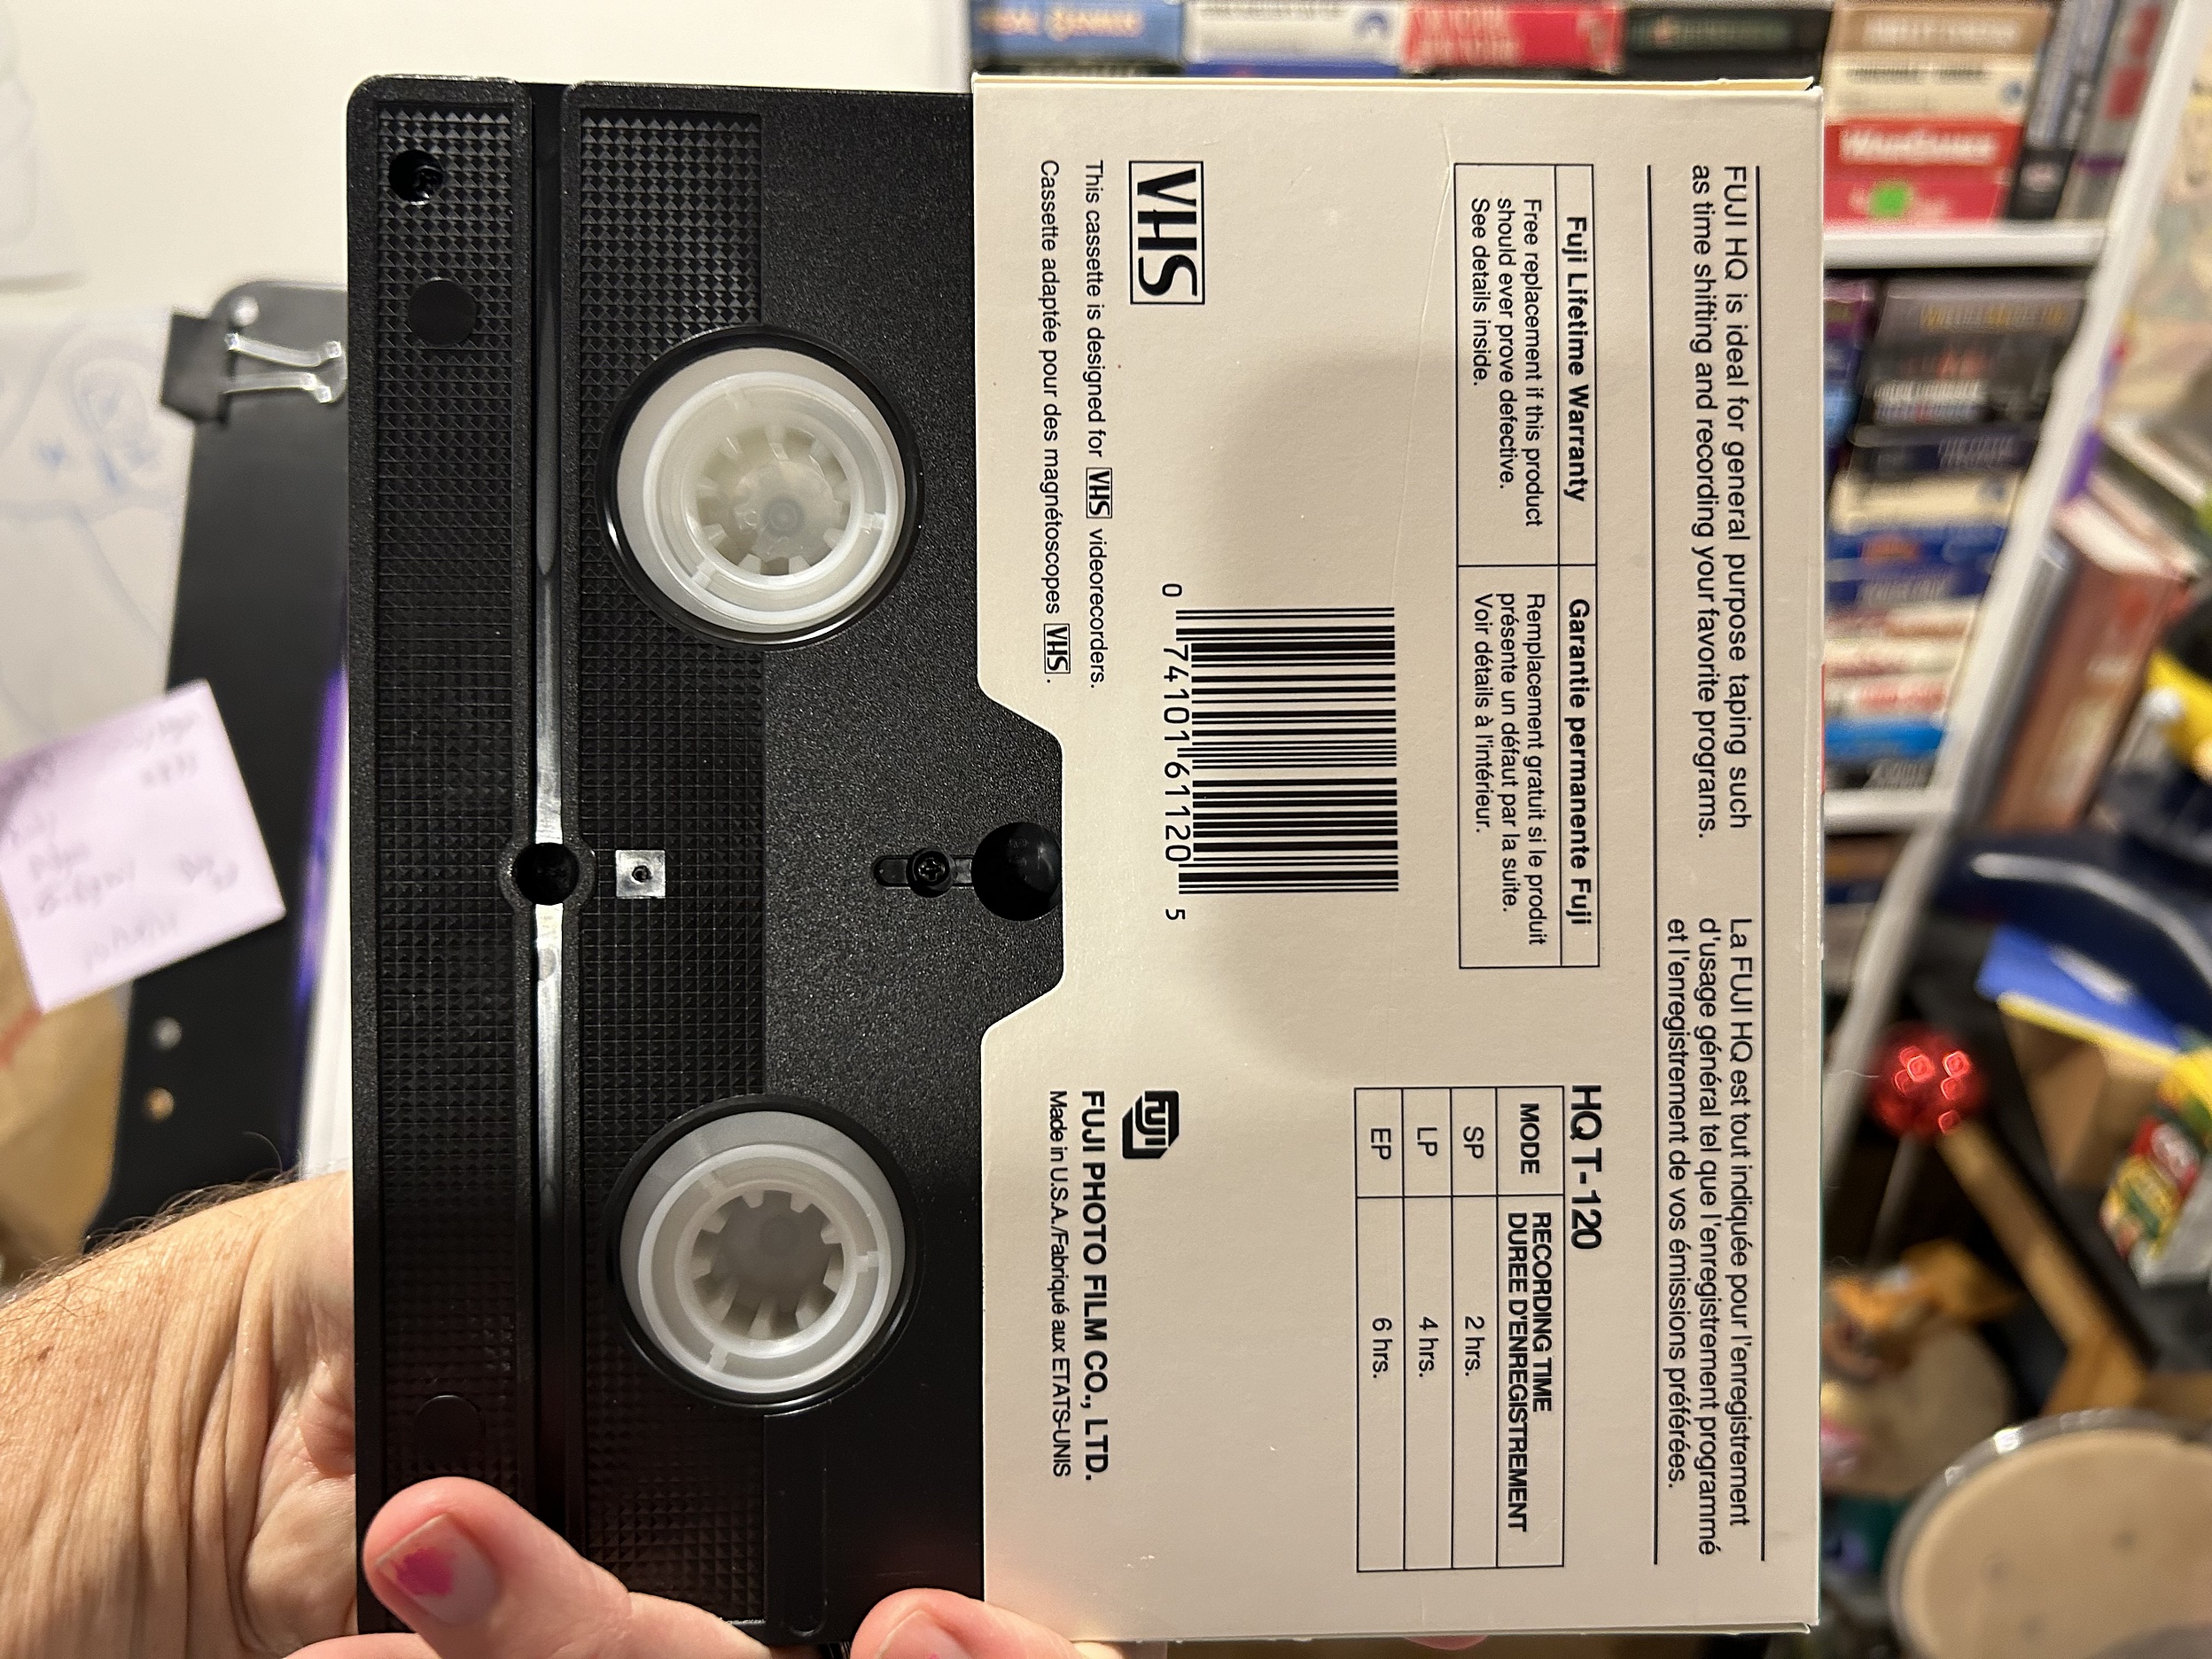 FUJI HQ is ideal for general purpose taping such
as time shifting and recording your favorite programs.
La FUJI HQ est tout indiquée pour l'enregistrement
d'usage général tel que l'enregistrement programmé
et l'enregistrement de vos émissions préférées.
Fuji Lifetime Warranty
Free replacement if this product
should ever prove defective.
See details inside.
Garantie permanente Fuji
Remplacement gratuit si le produit
présente un défaut par la suite.
Voir détails à l'intérieur.
HQ T-120
MODE
RECORDING TIME
DUREE D'ENREGISTREMENT
SP 2 hrs.
LP 4 hrs.
EP 6 hrs.
0 74101 61120 5
VHS
This cassette is designed for VHS videorecorders.
Cassette adaptée pour des magnétoscopes VHS.
FUJI
FUJI PHOTO FILM CO., LTD.
Made in U.S.A./Fabriqué aux ETATS-UNIS
WarGames